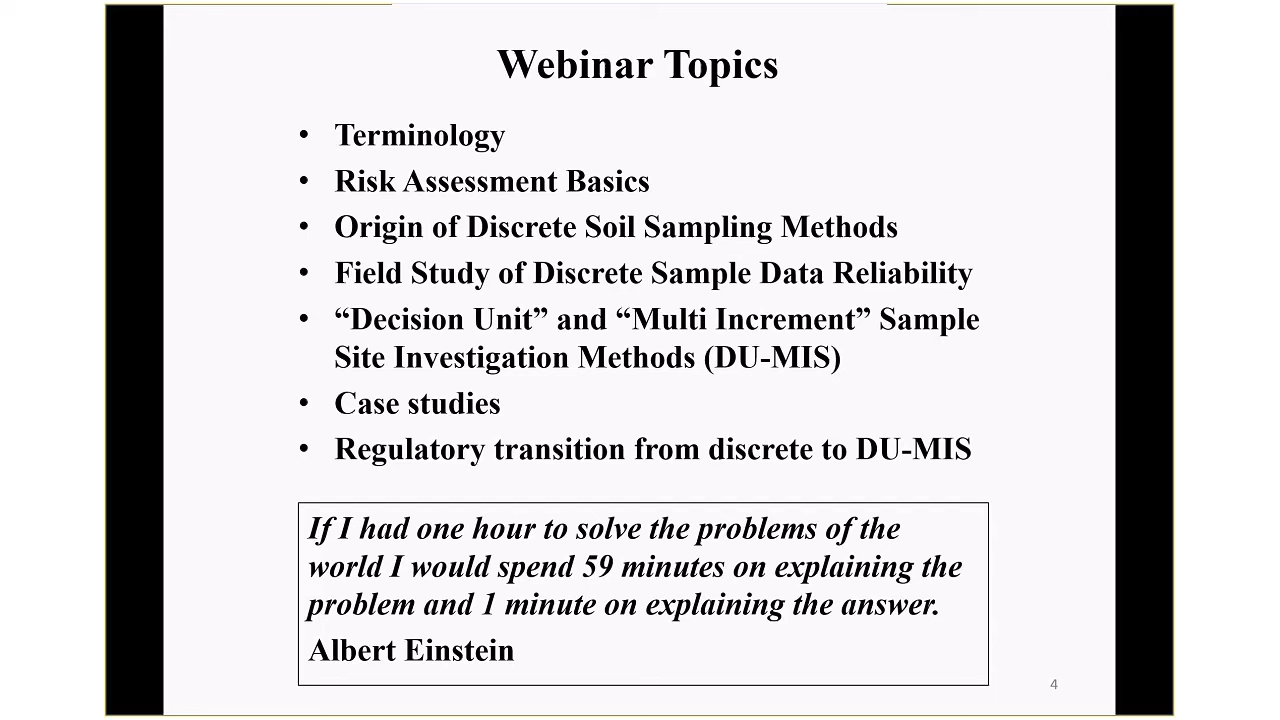 Webinar Topics
• Terminology
• Risk Assessment Basics
• Origin of Discrete Soil Sampling Methods
• Field Study of Discrete Sample Data Reliability
• “Decision Unit” and “Multi Increment” Sample
Site Investigation Methods (DU-MIS)
• Case studies
• Regulatory transition from discrete to DU-MIS
If I had one hour to solve the problems of the
world I would spend 59 minutes on explaining the
problem and 1 minute on explaining the answer.
Albert Einstein
4